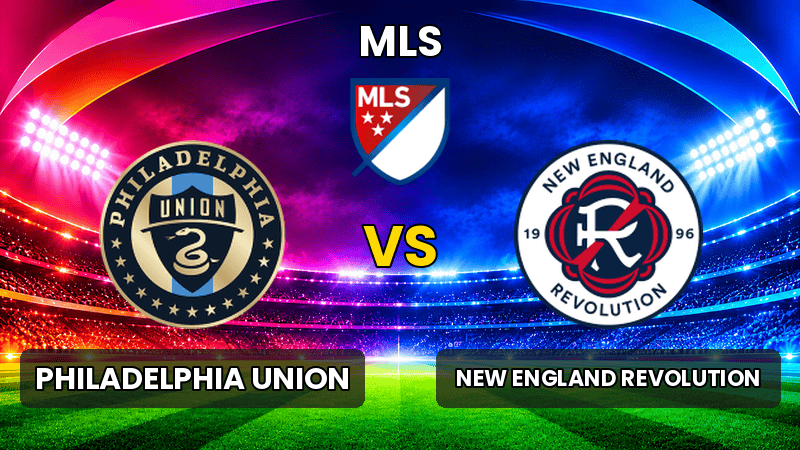 MLS
MLS
PHILADELPHIA
UNION
NEW ENGLAND
19 96
REVOLUTION
VS
PHILADELPHIA UNION
NEW ENGLAND REVOLUTION